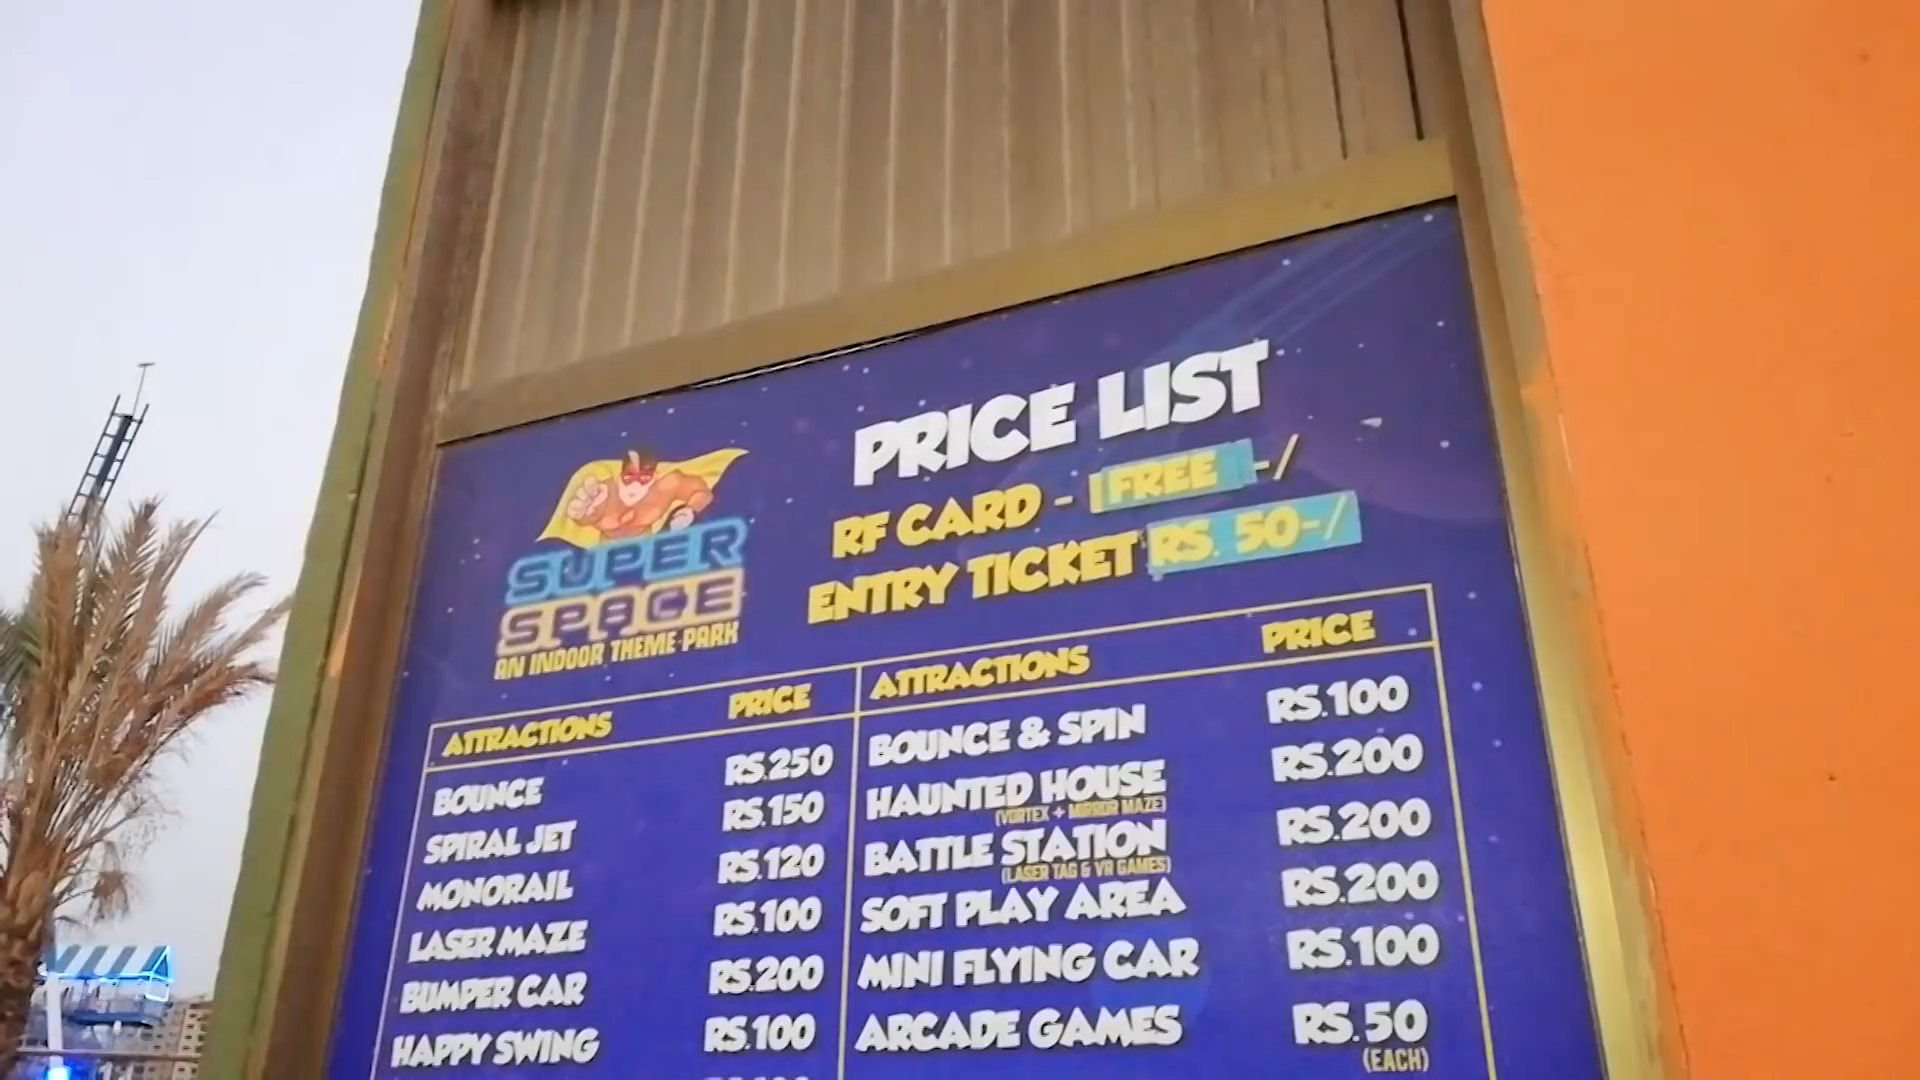 PRICE LIST
RF CARD - FREE -/
ENTRY TICKET RS. 50-/
SUPER
SPACE
AN INDOOR THEME PARK
ATTRACTIONS PRICE
BOUNCE RS.250
SPIRAL JET RS.150
MONORAIL RS.120
LASER MAZE RS.100
BUMPER CAR RS.200
HAPPY SWING RS.100
ATTRACTIONS PRICE
BOUNCE & SPIN RS.100
HAUNTED HOUSE RS.200
(VORTEX + MIRROR MAZE)
BATTLE STATION RS.200
(LASER TAG & VR GAMES)
SOFT PLAY AREA RS.200
MINI FLYING CAR RS.100
ARCADE GAMES RS.50
(EACH)